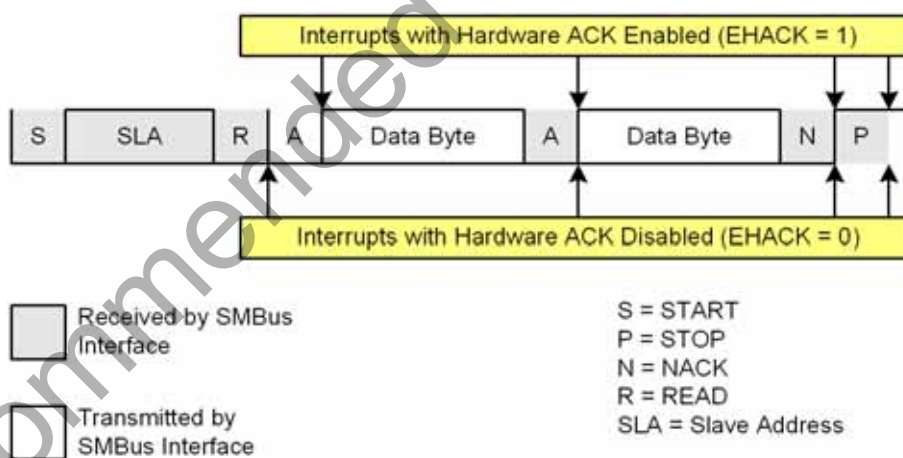 Interrupts with Hardware ACK Enabled (EHACK = 1)
S SLA R A Data Byte A Data Byte N P
Interrupts with Hardware ACK Disabled (EHACK = 0)
Received by SMBus
Interface
Transmitted by
SMBus Interface
S = START
P = STOP
N = NACK
R = READ
SLA = Slave Address
ommended